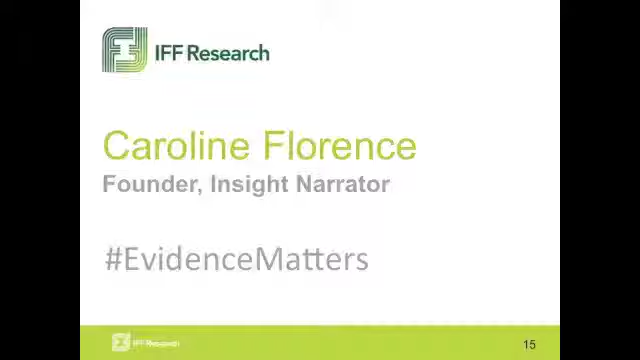 IFF Research
Caroline Florence
Founder, Insight Narrator
#EvidenceMatters
IFF Research
15